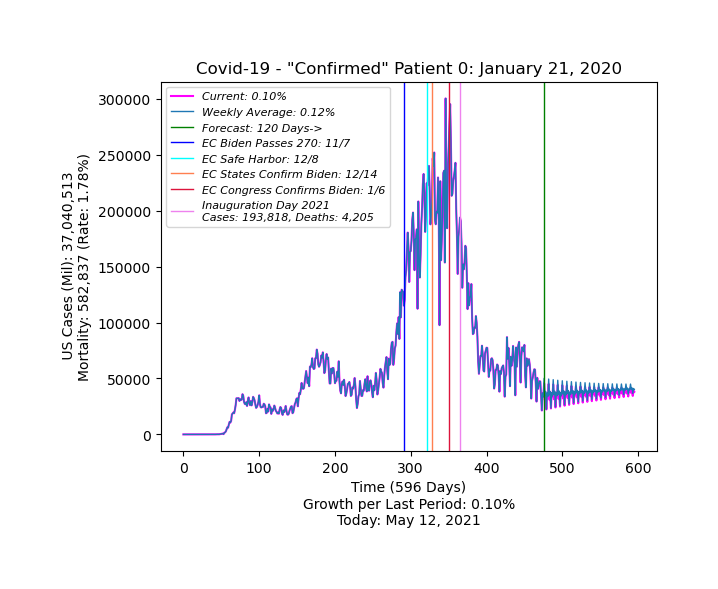 Covid-19 - "Confirmed" Patient 0: January 21, 2020
US Cases (Mil): 37,040,513
Mortality: 582,837 (Rate: 1.78%)
300000
250000
200000
150000
100000
50000
0
Current: 0.10%
Weekly Average: 0.12%
Forecast: 120 Days->
EC Biden Passes 270: 11/7
EC Safe Harbor: 12/8
EC States Confirm Biden: 12/14
EC Congress Confirms Biden: 1/6
Inauguration Day 2021
Cases: 193,818, Deaths: 4,205
0 100 200 300 400 500 600
Time (596 Days)
Growth per Last Period: 0.10%
Today: May 12, 2021